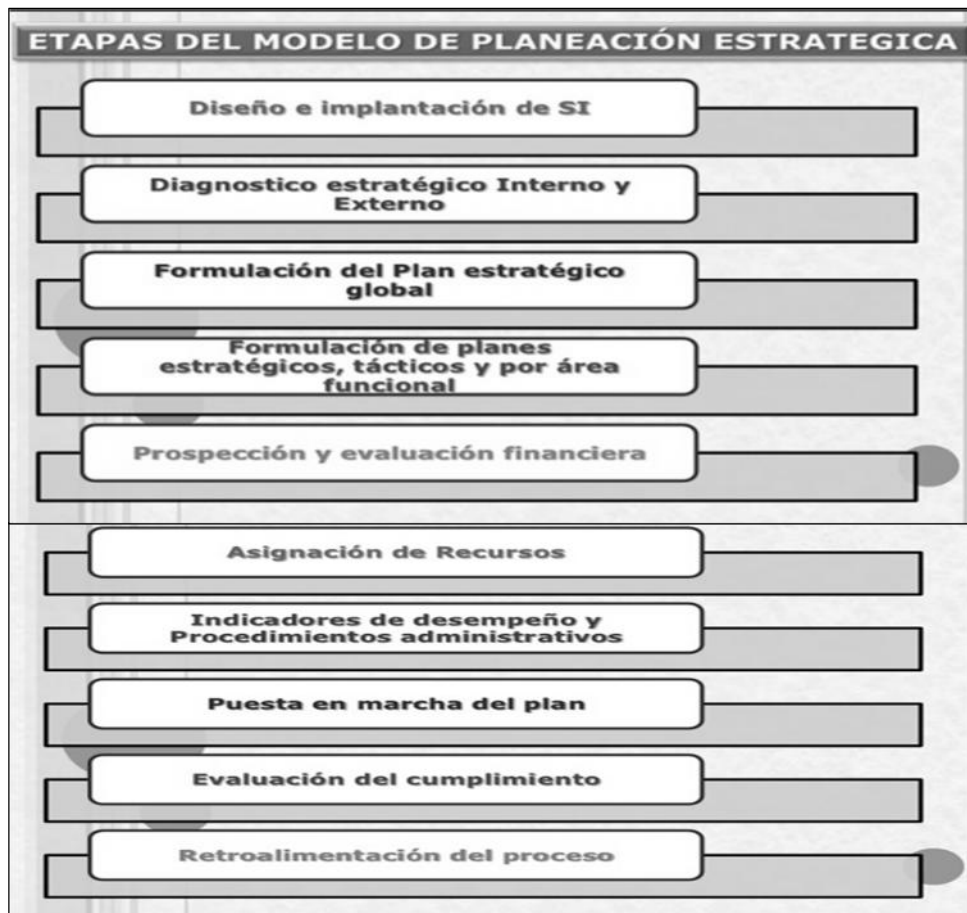 ETAPAS DEL MODELO DE PLANEACIÓN ESTRATEGICA
Diseño e implantación de SI
Diagnostico estratégico Interno y
Externo
Formulación del Plan estratégico
global
Formulación de planes
estratégicos, tácticos y por área
funcional
Prospección y evaluación financiera
Asignación de Recursos
Indicadores de desempeño y
Procedimientos administrativos
Puesta en marcha del plan
Evaluación del cumplimiento
Retroalimentación del proceso